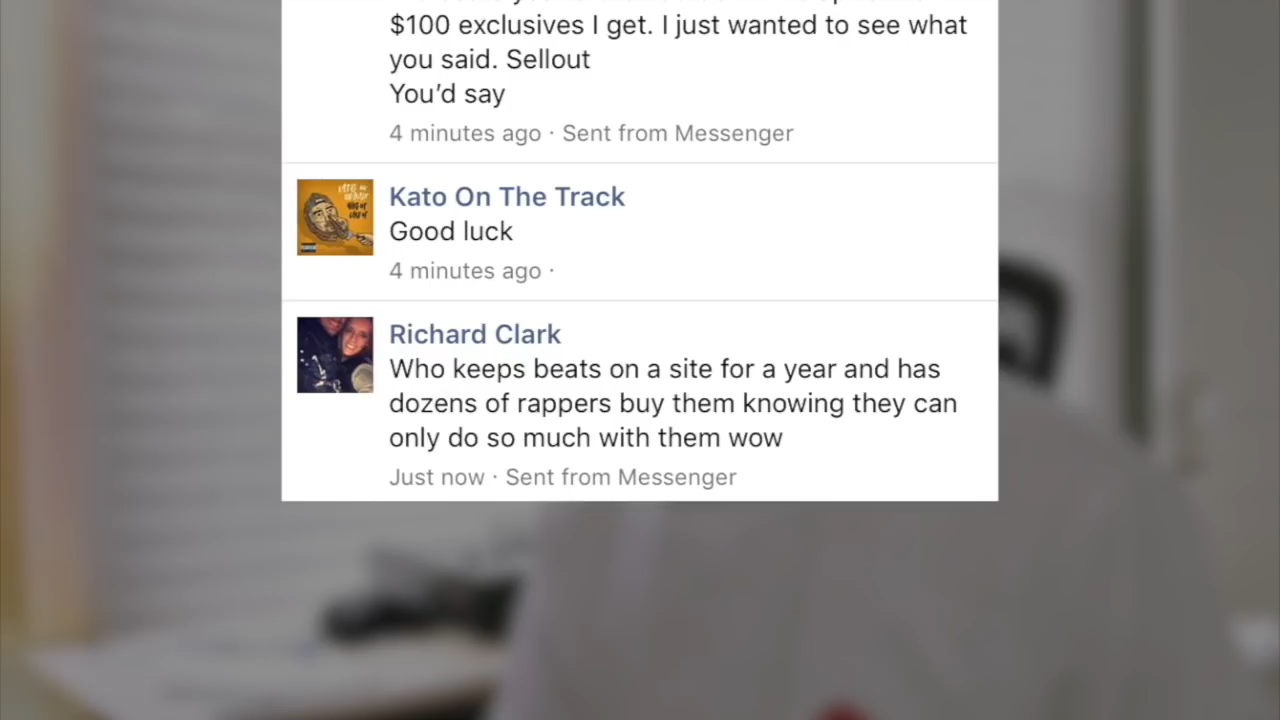 $100 exclusives I get. I just wanted to see what
you said. Sellout
You’d say
4 minutes ago · Sent from Messenger
Kato On The Track
Good luck
4 minutes ago ·
Richard Clark
Who keeps beats on a site for a year and has
dozens of rappers buy them knowing they can
only do so much with them wow
Just now · Sent from Messenger